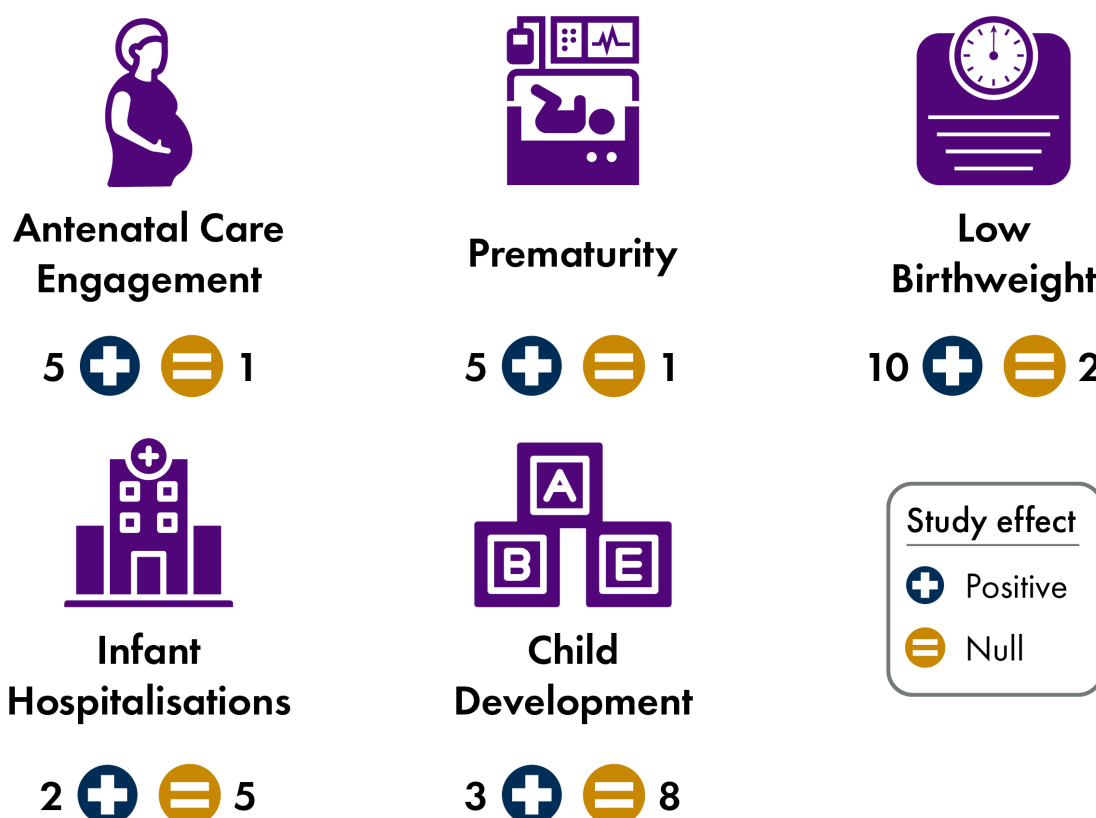 Antenatal Care
Engagement
5 + = 1
Prematurity
5 + = 1
Low
Birthweight
10 + = 2
Infant
Hospitalisations
2 + = 5
A
B E
Child
Development
3 + = 8
Study effect
+ Positive
= Null